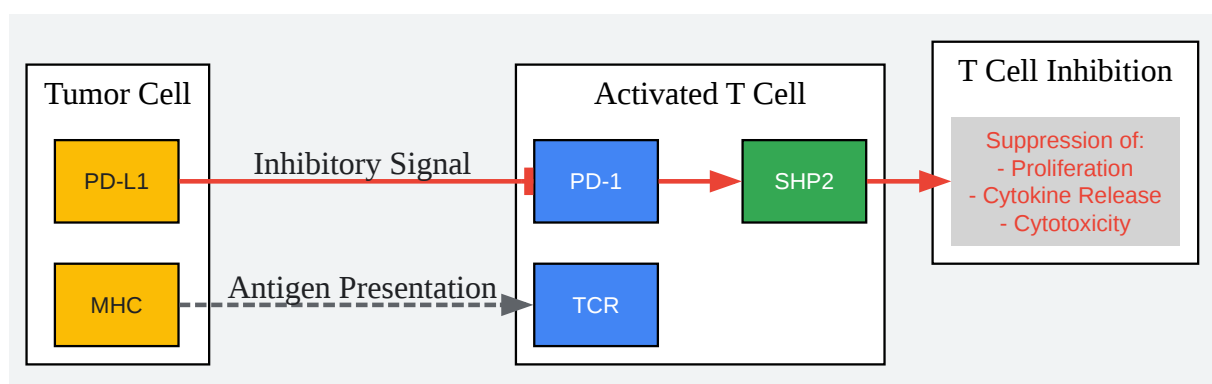 Tumor Cell
PD-L1
MHC
Inhibitory Signal
Antigen Presentation
Activated T Cell
PD-1
SHP2
TCR
T Cell Inhibition
Suppression of:
- Proliferation
- Cytokine Release
- Cytotoxicity